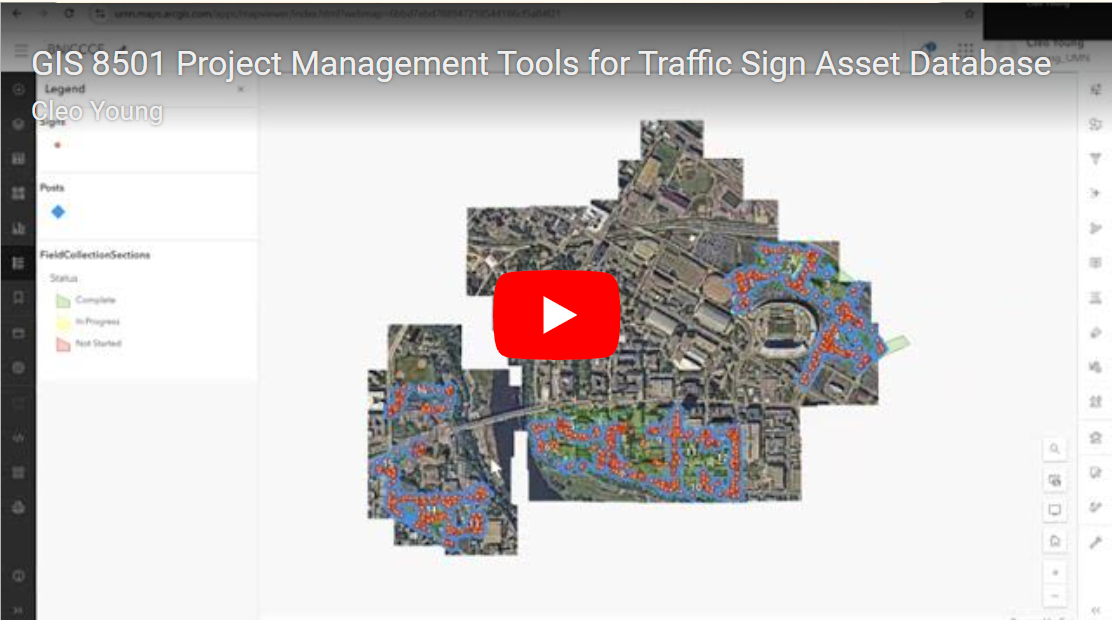 GIS 8501 Project Management Tools for Traffic Sign Asset Database
Cleo Young
Cleo Young
Legend
Signs
Posts
FieldCollectionSections
Status
Complete
In Progress
Not Started